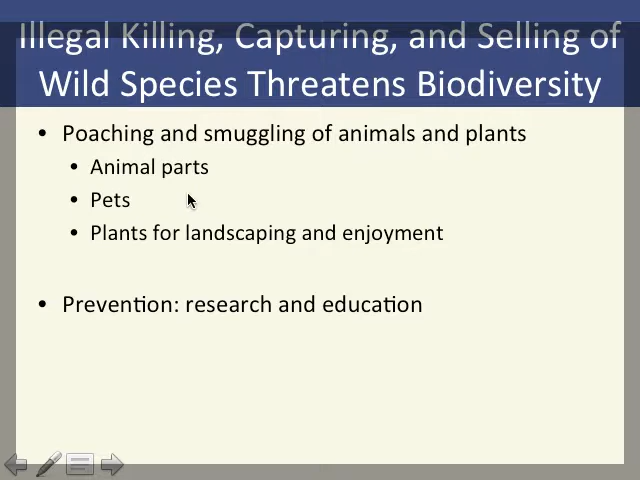 Illegal Killing, Capturing, and Selling of
Wild Species Threatens Biodiversity
• Poaching and smuggling of animals and plants
• Animal parts
• Pets
• Plants for landscaping and enjoyment
• Prevention: research and education